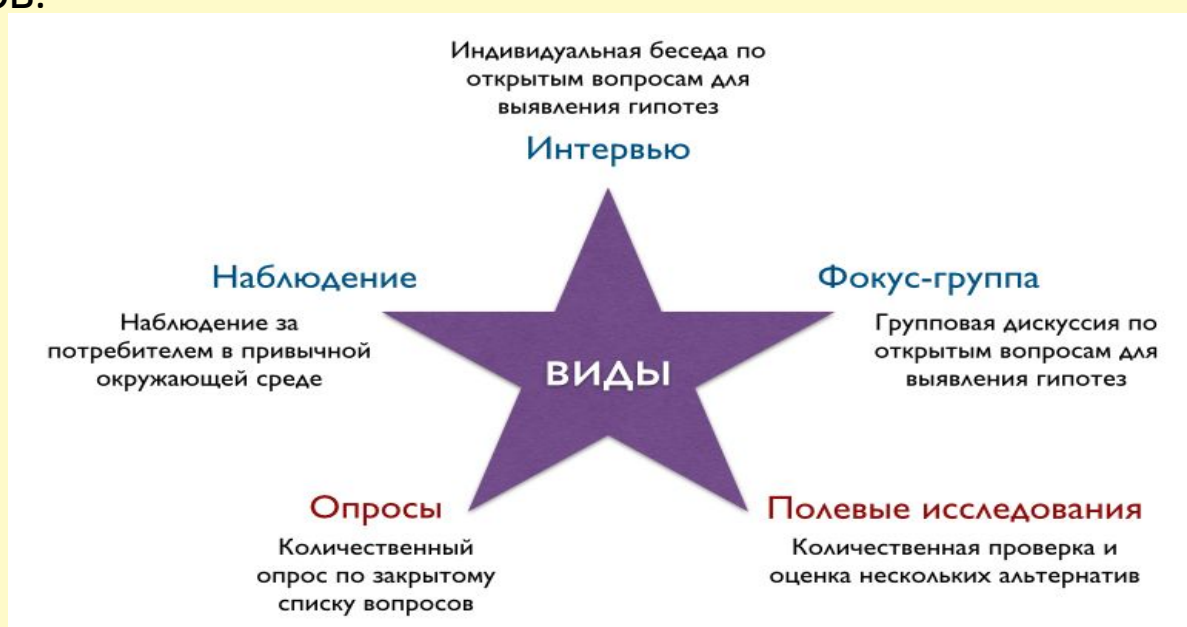 ов.
Индивидуальная беседа по
открытым вопросам для
выявления гипотез
Интервью
Наблюдение
Наблюдение за
потребителем в привычной
окружающей среде
Фокус-группа
Групповая дискуссия по
открытым вопросам для
выявления гипотез
ВИДЫ
Опросы
Количественный
опрос по закрытому
списку вопросов
Полевые исследования
Количественная проверка и
оценка нескольких альтернатив